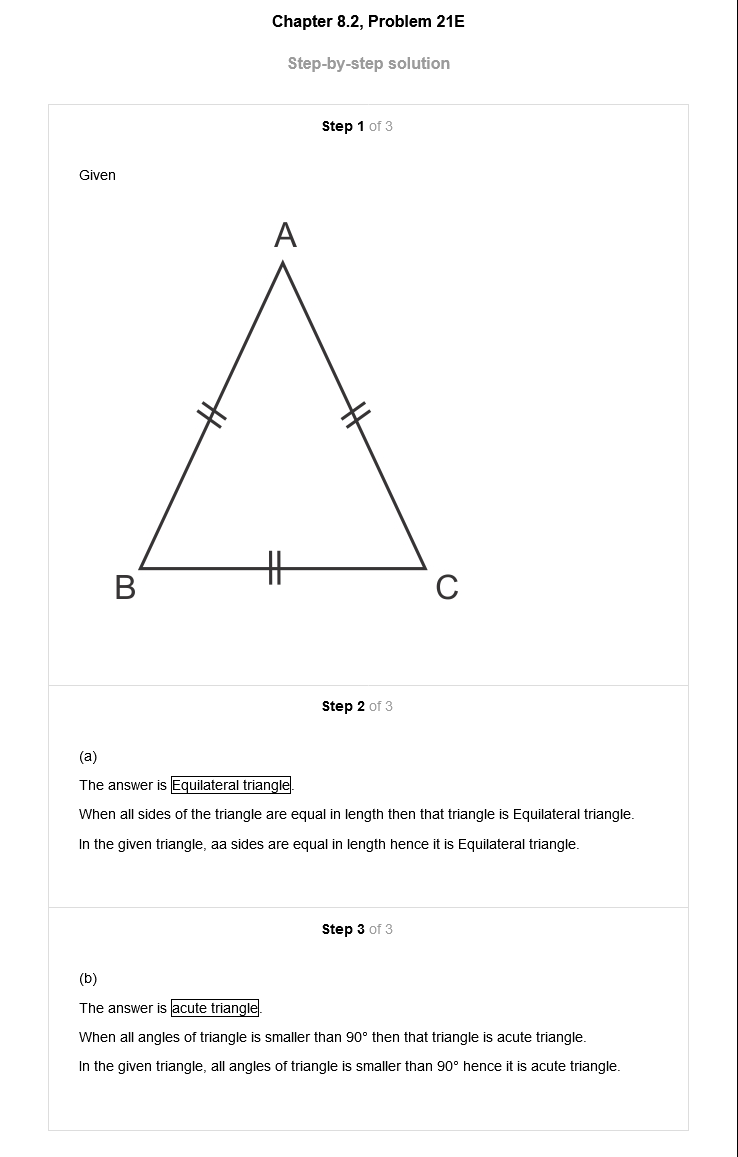 Chapter 8.2, Problem 21E
Step-by-step solution
Step 1 of 3
Given
A
B
C
Step 2 of 3
(a)
The answer is Equilateral triangle.
When all sides of the triangle are equal in length then that triangle is Equilateral triangle.
In the given triangle, aa sides are equal in length hence it is Equilateral triangle.
Step 3 of 3
(b)
The answer is acute triangle.
When all angles of triangle is smaller than 90° then that triangle is acute triangle.
In the given triangle, all angles of triangle is smaller than 90° hence it is acute triangle.